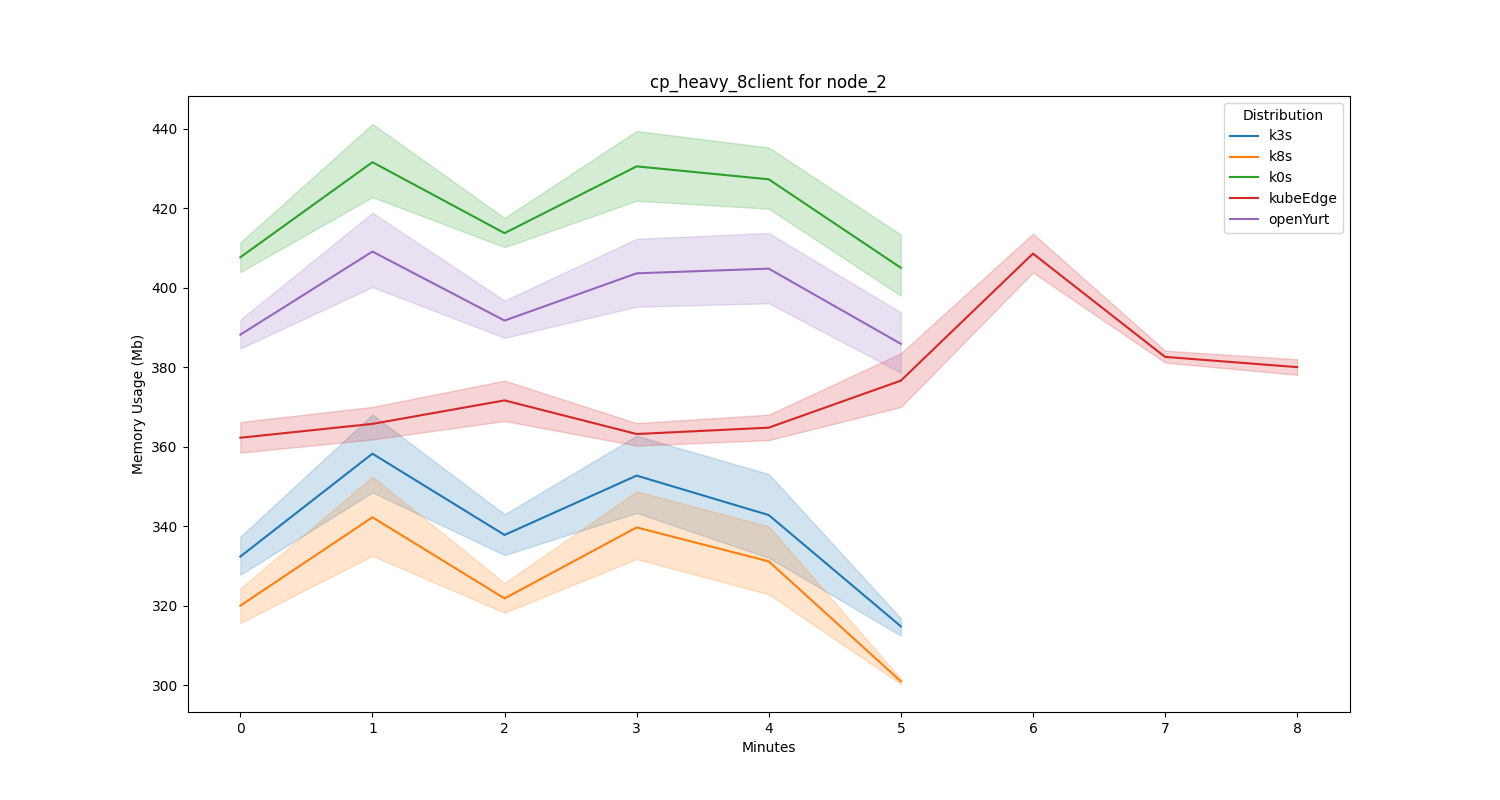 cp_heavy_8client for node_2
Memory Usage (Mb)
440
420
400
380
360
340
320
300
Distribution
k3s
k8s
k0s
kubeEdge
openYurt
0 1 2 3 4 5 6 7 8
Minutes